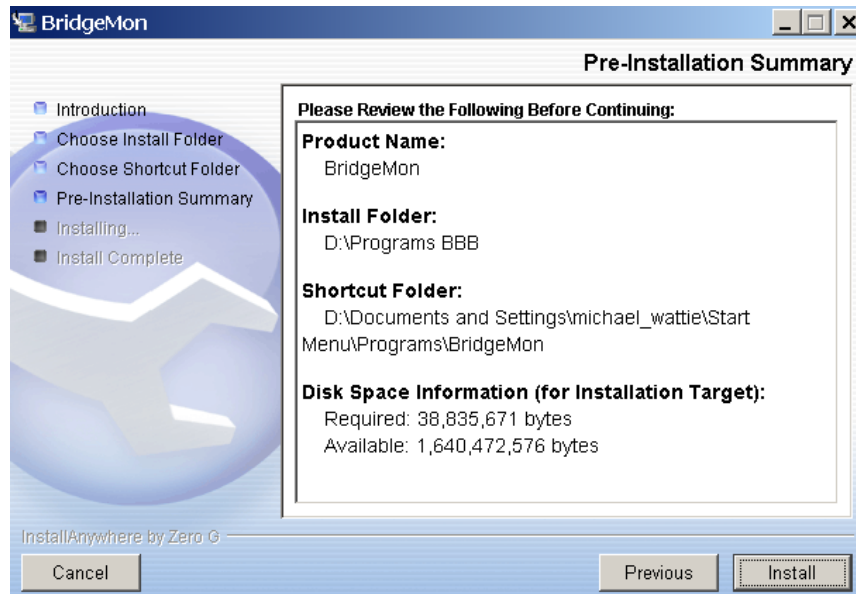 BridgeMon
Pre-Installation Summary
Introduction
Choose Install Folder
Choose Shortcut Folder
Pre-Installation Summary
Installing...
Install Complete
Please Review the Following Before Continuing:
Product Name:
BridgeMon
Install Folder:
D:\Programs BBB
Shortcut Folder:
D:\Documents and Settings\michael_wattie\Start
Menu\Programs\BridgeMon
Disk Space Information (for Installation Target):
Required: 38,835,671 bytes
Available: 1,640,472,576 bytes
InstallAnywhere by Zero G
Cancel
Previous
Install